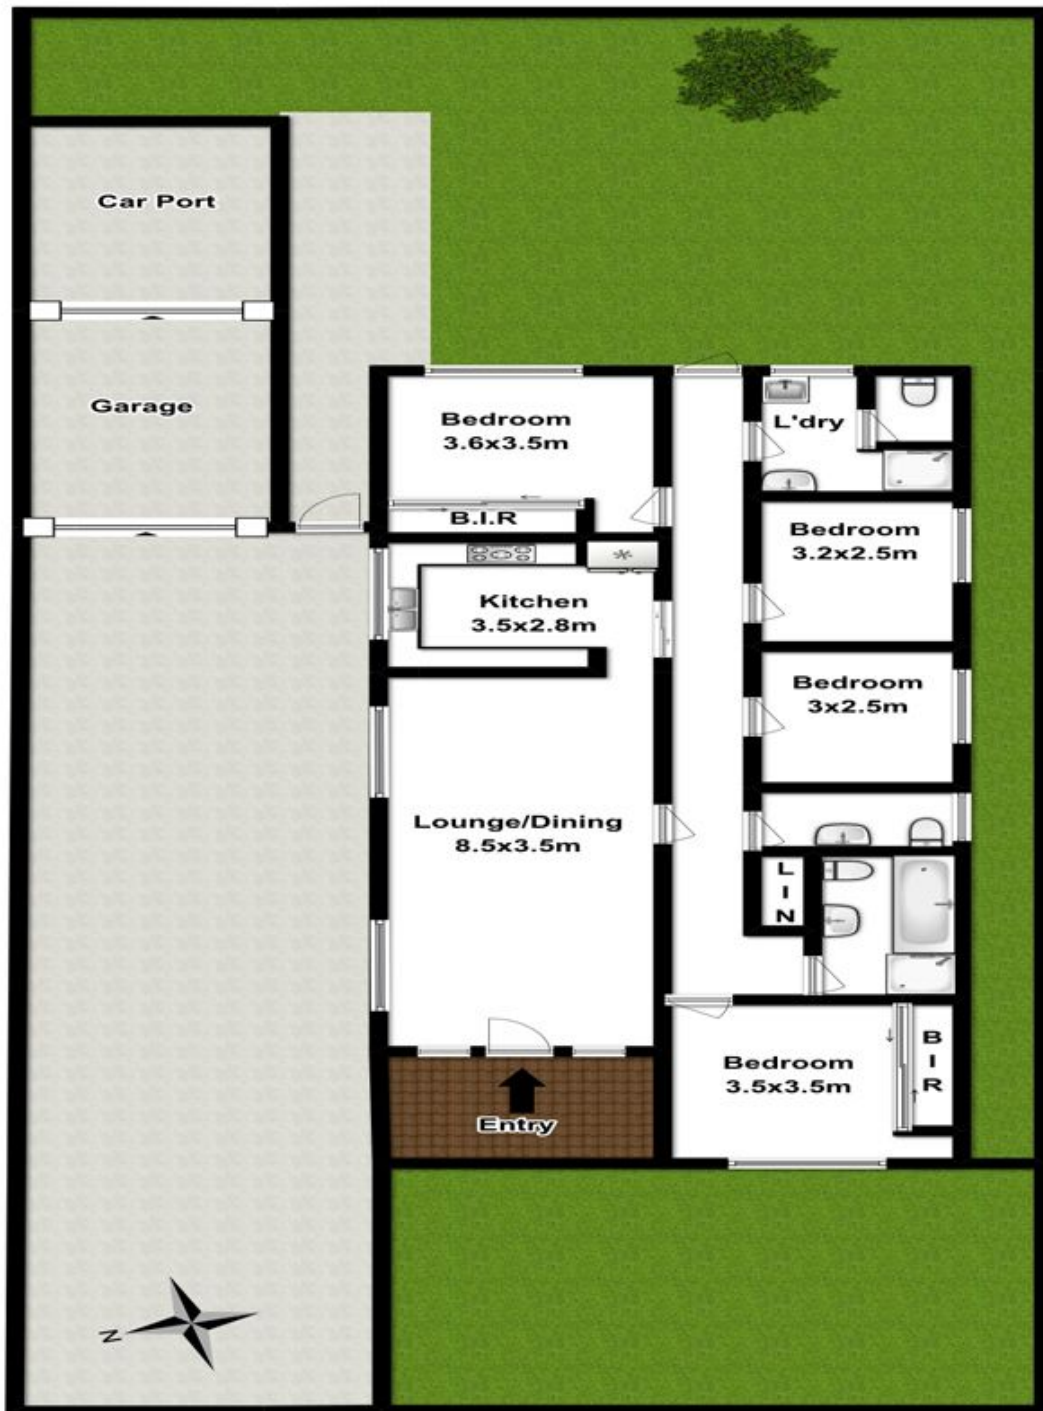 Car Port
Garage
Bedroom
3.6x3.5m
B.I.R
L'dry
Kitchen
3.5x2.8m
Bedroom
3.2x2.5m
Bedroom
3x2.5m
Lounge/Dining
8.5x3.5m
L
I
N
Bedroom
3.5x3.5m
B
I
R
Entry
N